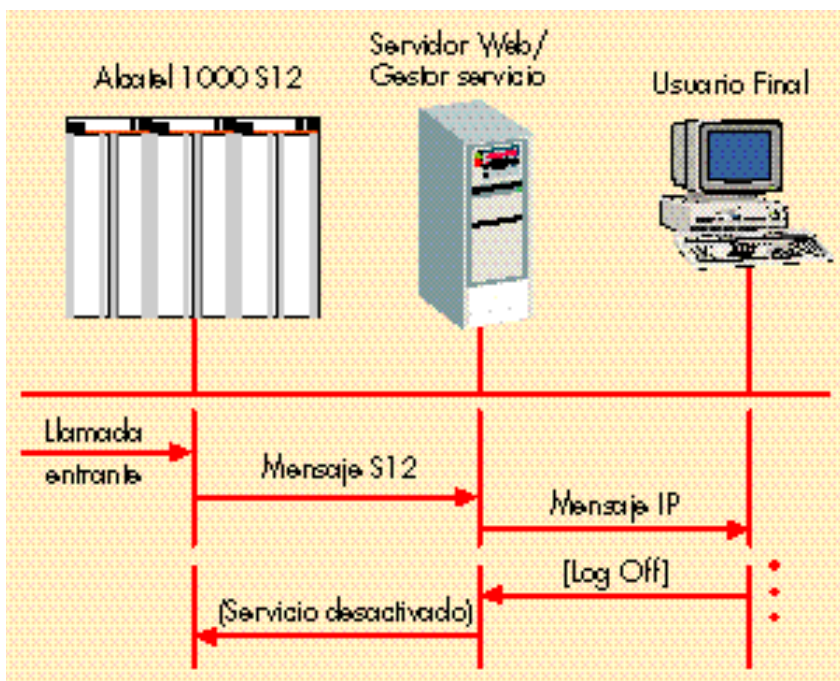 Alcatel 1000 S12
Servidor Web/
Gestor servicio
Usuario Final
Llamada
entrante
Mensaje S12
Mensaje IP
[Log Off]
(Servicio desactivado)